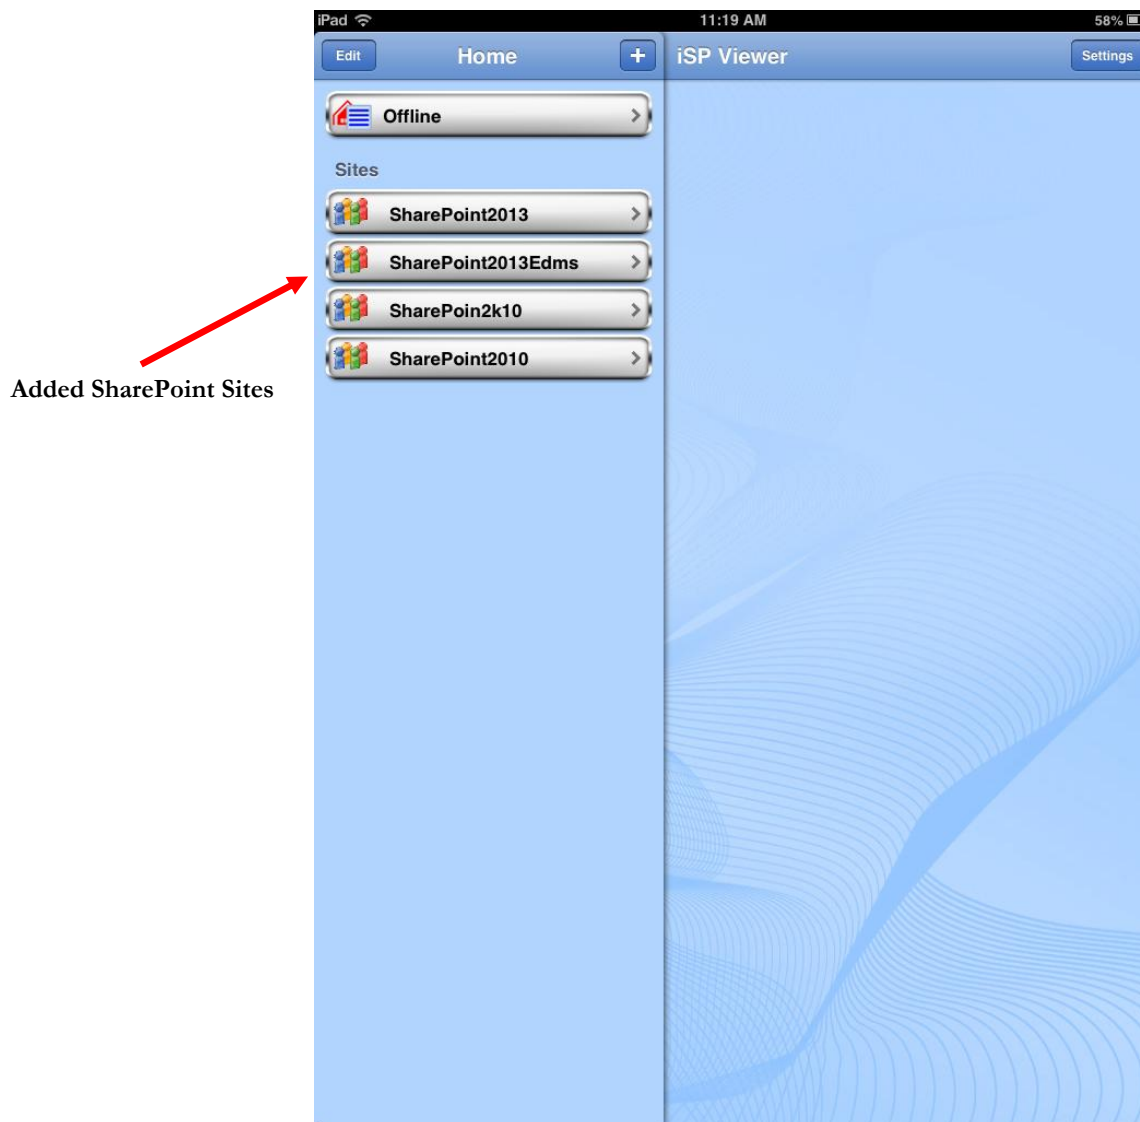 iPad 11:19 AM 58%
Edit Home + iSP Viewer Settings
Offline
Sites
SharePoint2013
SharePoint2013Edms
SharePoin2k10
SharePoint2010
Added SharePoint Sites